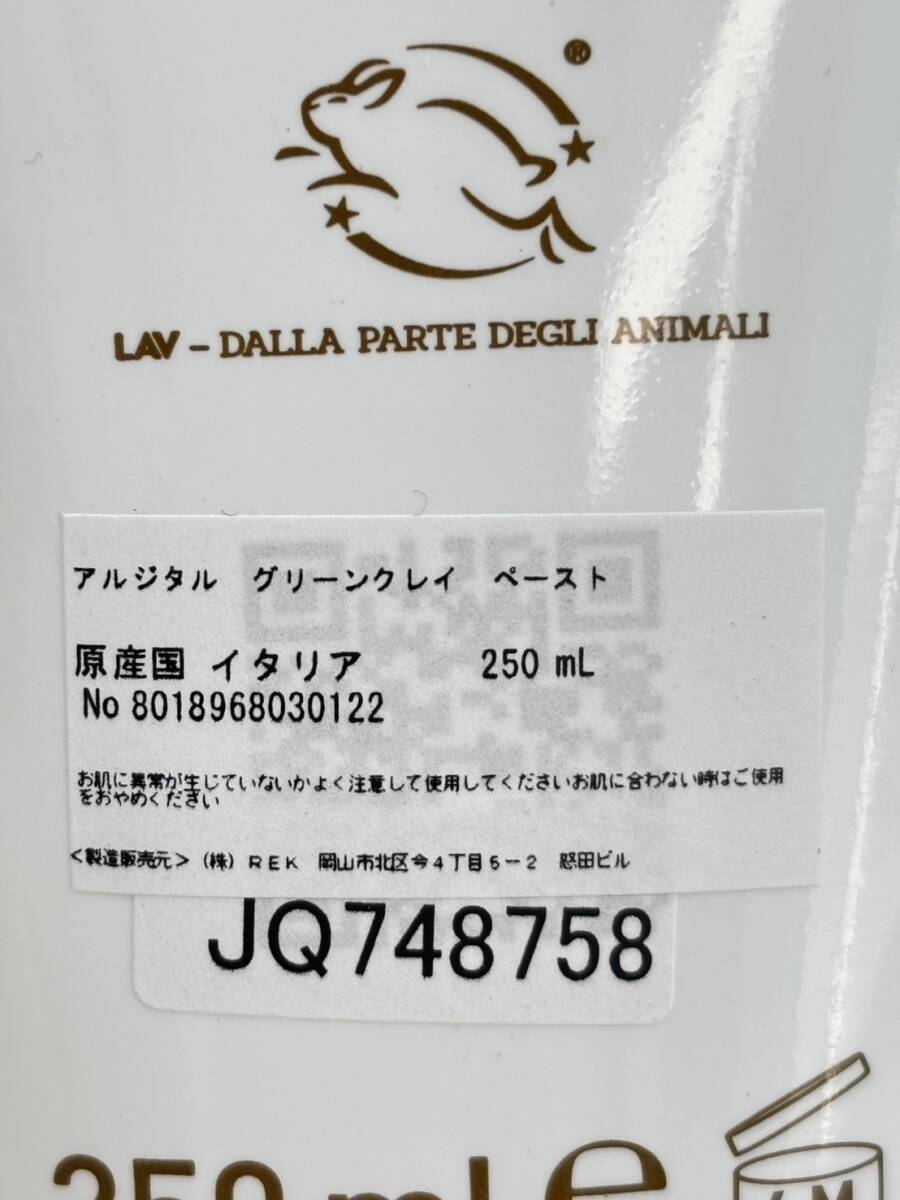 ®
LAV – DALLA PARTE DEGLI ANIMALI
アルジタル グリーンクレイ ペースト
原産国 イタリア 250 mL
No 8018968030122
お肌に異常が生じていないかよく注意して使用してくださいお肌に合わない時はご使用
をおやめください
<製造販売元> (株) REK 岡山市北区今4丁目5-2 怒田ビル
JQ748758
250 ml e